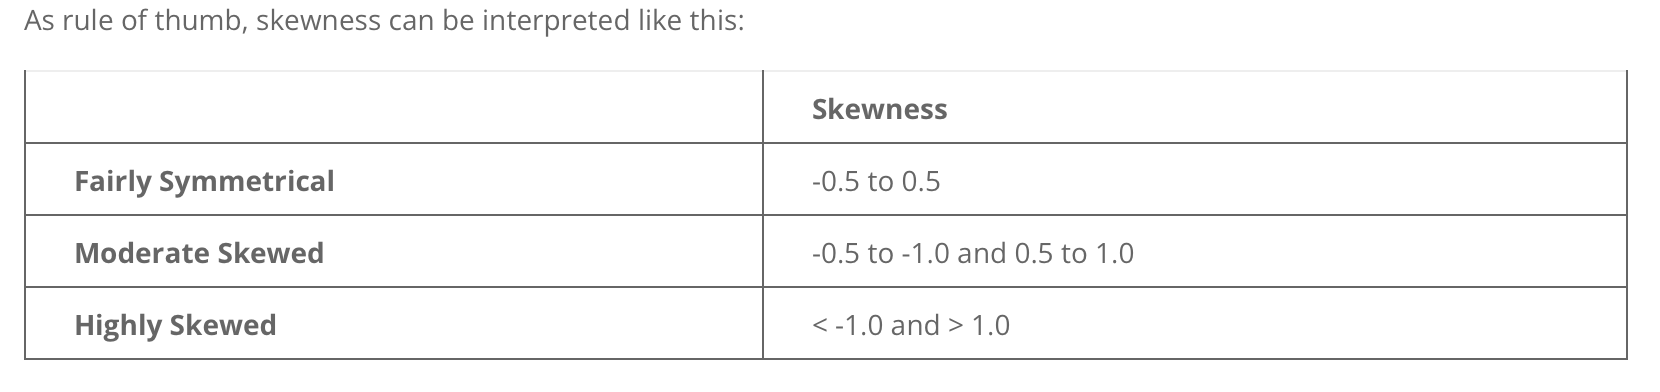 As rule of thumb, skewness can be interpreted like this:
Skewness
Fairly Symmetrical -0.5 to 0.5
Moderate Skewed -0.5 to -1.0 and 0.5 to 1.0
Highly Skewed < -1.0 and > 1.0